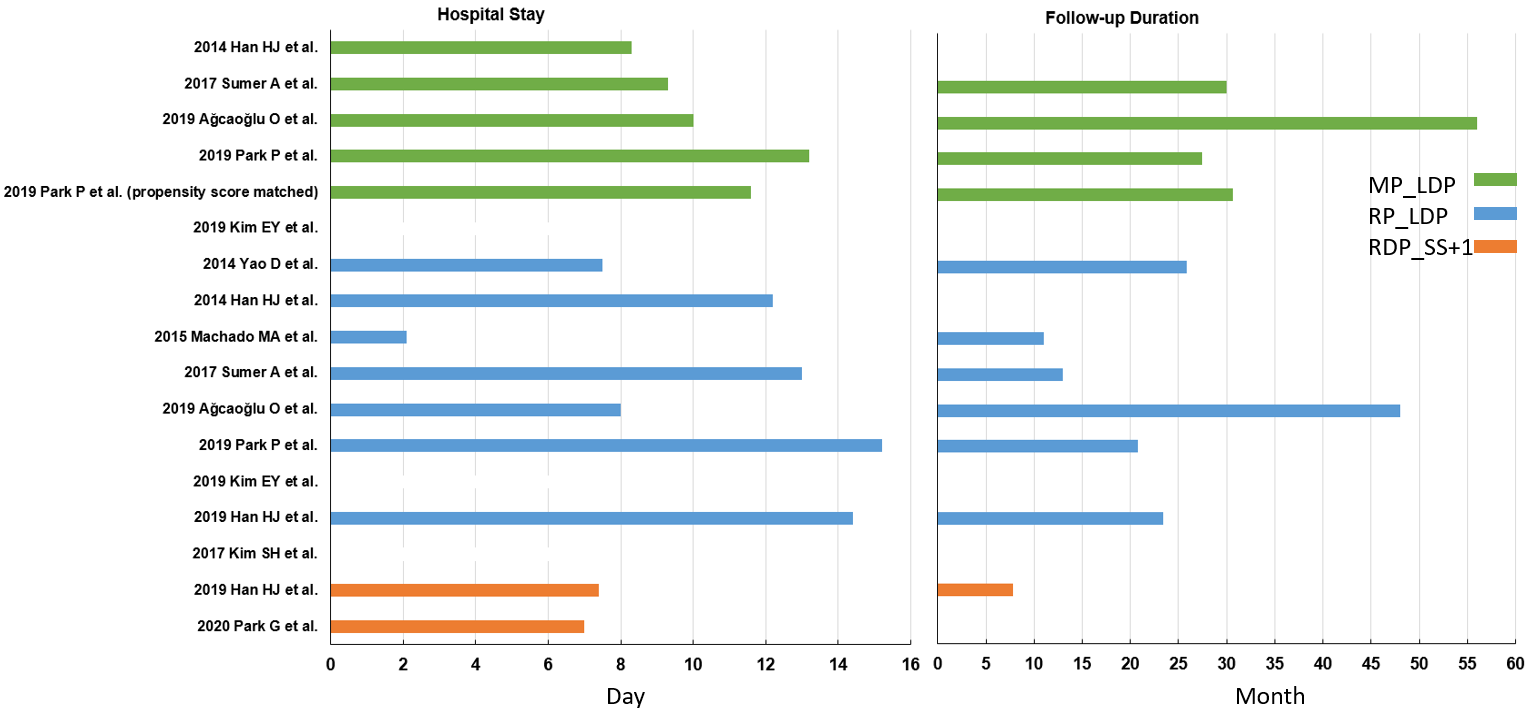 Hospital Stay
Follow-up Duration
2014 Han HJ et al.
2017 Sumer A et al.
2019 Ağcaoğlu O et al.
2019 Park P et al.
2019 Park P et al. (propensity score matched)
2019 Kim EY et al.
2014 Yao D et al.
2014 Han HJ et al.
2015 Machado MA et al.
2017 Sumer A et al.
2019 Ağcaoğlu O et al.
2019 Park P et al.
2019 Kim EY et al.
2019 Han HJ et al.
2017 Kim SH et al.
2019 Han HJ et al.
2020 Park G et al.
MP_LDP
RP_LDP
RDP_SS+1
0 2 4 6 8 10 12 14 16
0 5 10 15 20 25 30 35 40 45 50 55 60
Day
Month